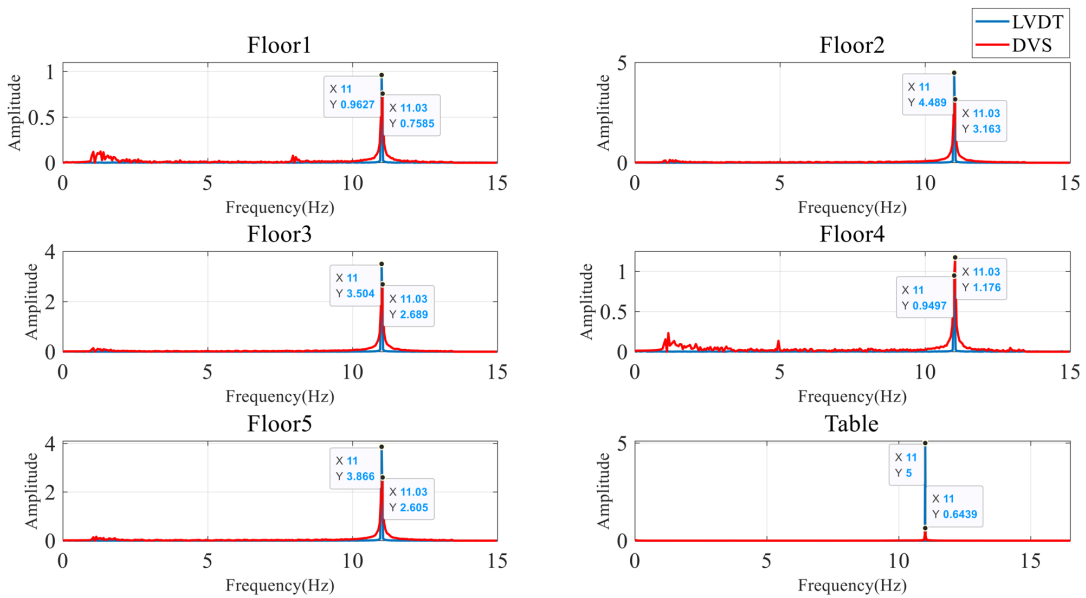 LVDT
DVS
Floor1
Amplitude
1
0.5
0
X 11
Y 0.9627
X 11.03
Y 0.7585
0 5 10 15
Frequency(Hz)
Floor2
Amplitude
5
0
X 11
Y 4.489
X 11.03
Y 3.163
0 5 10 15
Frequency(Hz)
Floor3
Amplitude
4
2
0
X 11
Y 3.504
X 11.03
Y 2.689
0 5 10 15
Frequency(Hz)
Floor4
Amplitude
1
0.5
0
X 11
Y 0.9497
X 11.03
Y 1.176
0 5 10 15
Frequency(Hz)
Floor5
Amplitude
4
2
0
X 11
Y 3.866
X 11.03
Y 2.605
0 5 10 15
Frequency(Hz)
Table
Amplitude
5
0
X 11
Y 5
X 11
Y 0.6439
0 5 10 15
Frequency(Hz)